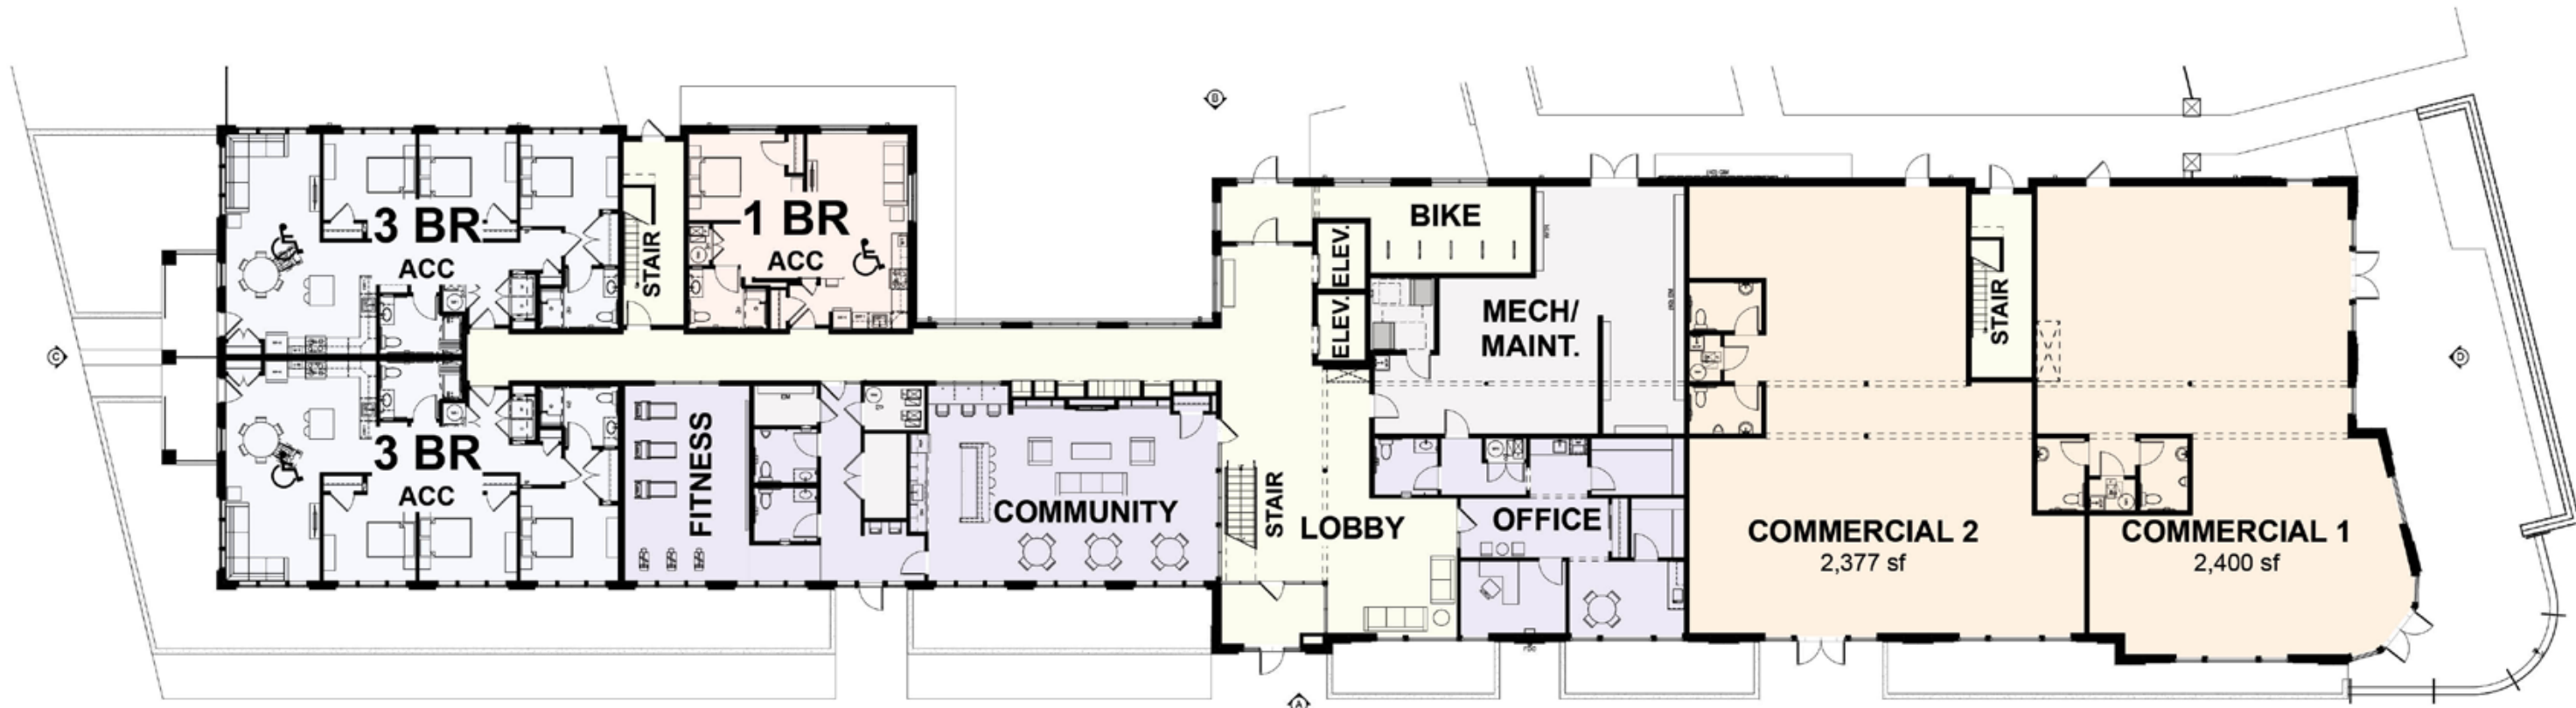 B
3 BR
ACC
STAIR
1 BR
ACC
BIKE
ELEV.
ELEV.
MECH/
MAINT.
STAIR
C
D
3 BR
ACC
FITNESS
COMMUNITY
STAIR
LOBBY
OFFICE
COMMERCIAL 2
2,377 sf
COMMERCIAL 1
2,400 sf
A